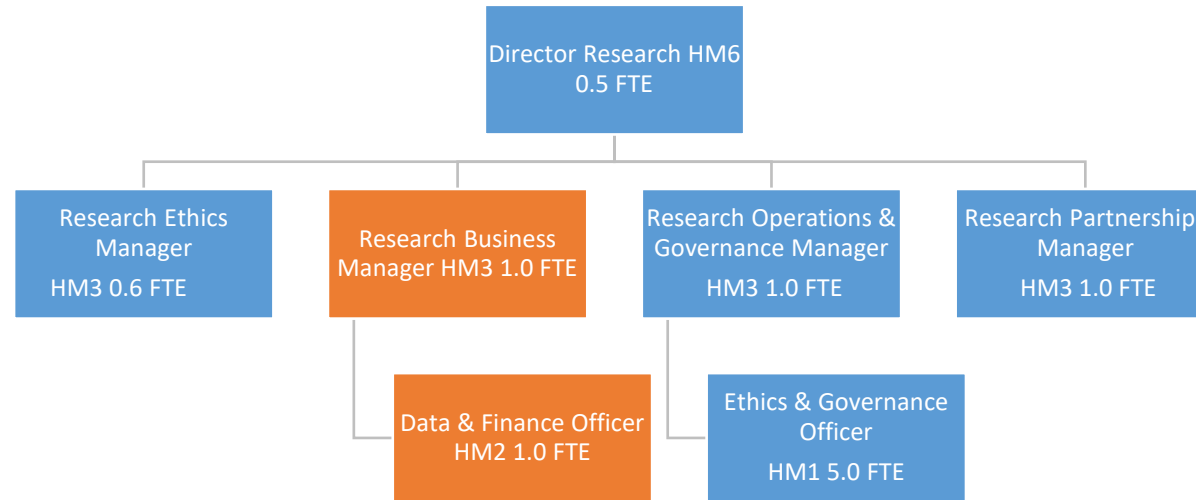 Director Research HM6
0.5 FTE
Research Ethics
Manager
HM3 0.6 FTE
Research Business
Manager HM3 1.0 FTE
Research Operations &
Governance Manager
HM3 1.0 FTE
Research Partnership
Manager
HM3 1.0 FTE
Data & Finance Officer
HM2 1.0 FTE
Ethics & Governance
Officer
HM1 5.0 FTE